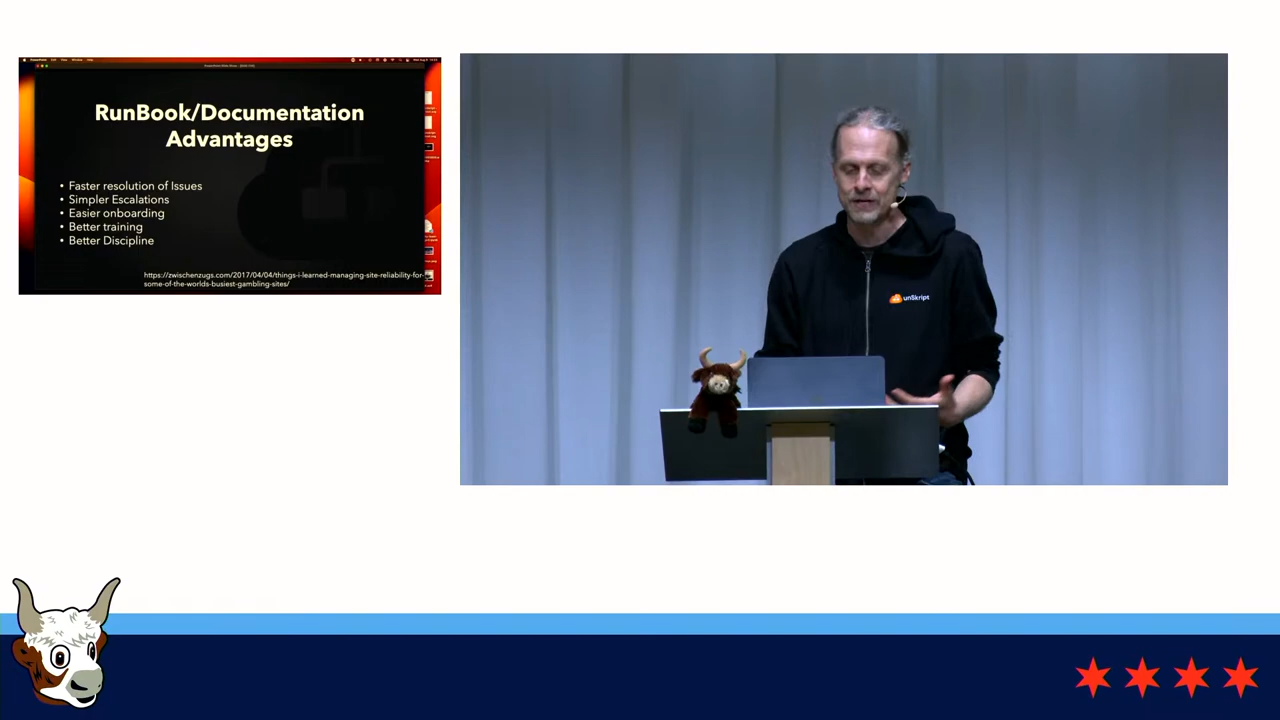 RunBook/Documentation
Advantages
• Faster resolution of Issues
• Simpler Escalations
• Easier onboarding
• Better training
• Better Discipline
https://zwischenzugs.com/2017/04/04/things-i-learned-managing-site-reliability-for-
some-of-the-worlds-busiest-gambling-sites/
unSkript